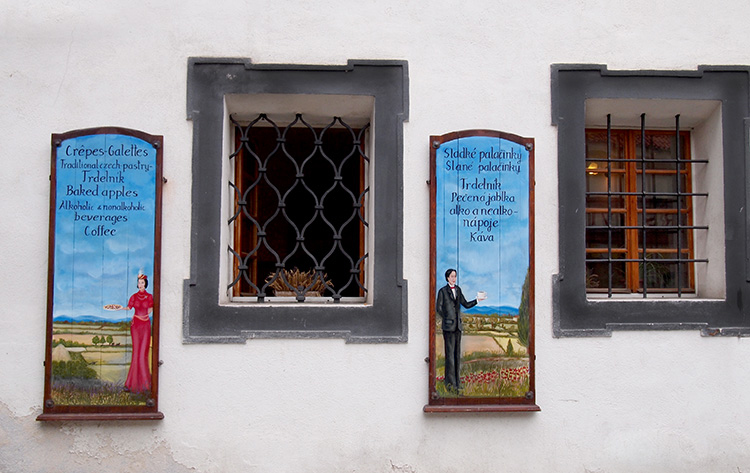 Crêpes-Galettes
Traditional czech pastry-
Trdelník
Baked apples
Alkoholic & nonalkoholic
beverages
Coffee
Sladké palačinky
Slané palačinky
Trdelník
Pečená jablka
alko a nealko-
nápoje
Káva